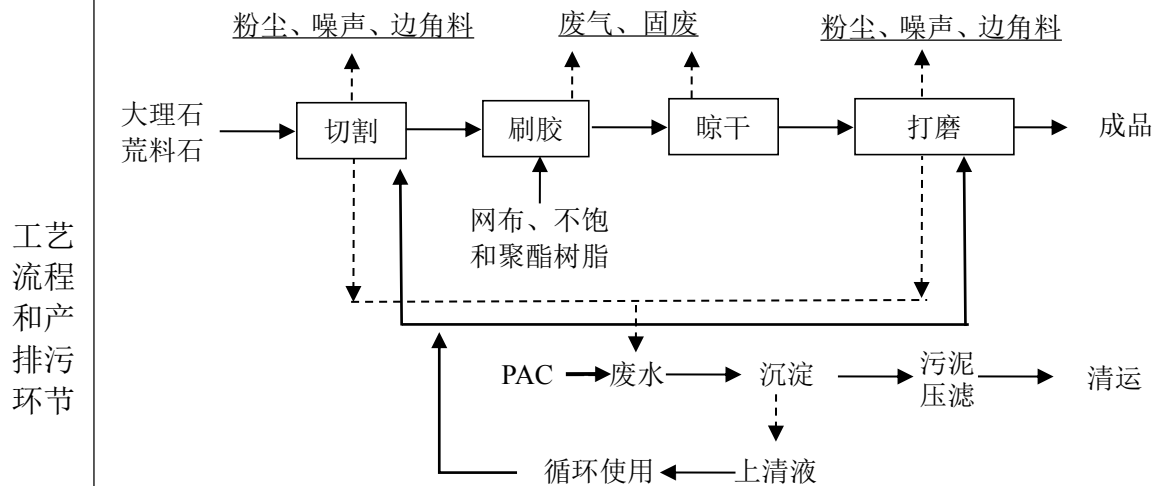 粉尘、噪声、边角料
废气、固废
粉尘、噪声、边角料
大理石
荒料石
切割
刷胶
晾干
打磨
成品
网布、不饱
和聚酯树脂
工艺
流程
和产
排污
环节
PAC
废水
沉淀
污泥
压滤
清运
循环使用
上清液